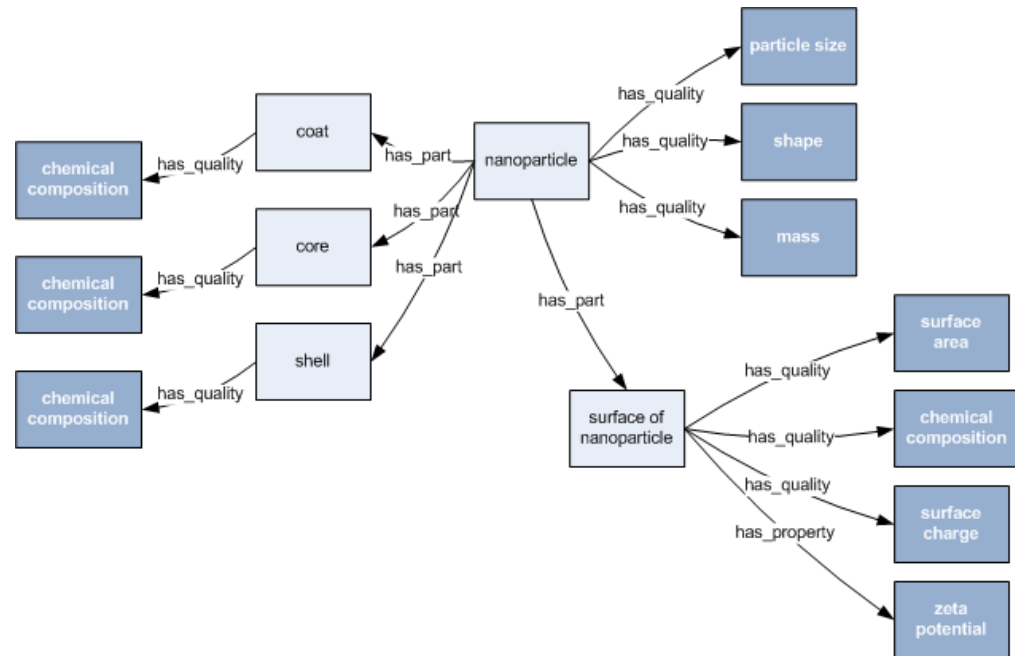 particle size
has_quality
coat
has_part
nanoparticle
has_quality
shape
chemical
composition
has_quality
has_quality
mass
has_part
core
has_part
chemical
composition
has_quality
has_part
surface
area
shell
has_quality
chemical
composition
has_quality
surface of
nanoparticle
has_quality
chemical
composition
has_quality
surface
charge
has_property
zeta
potential